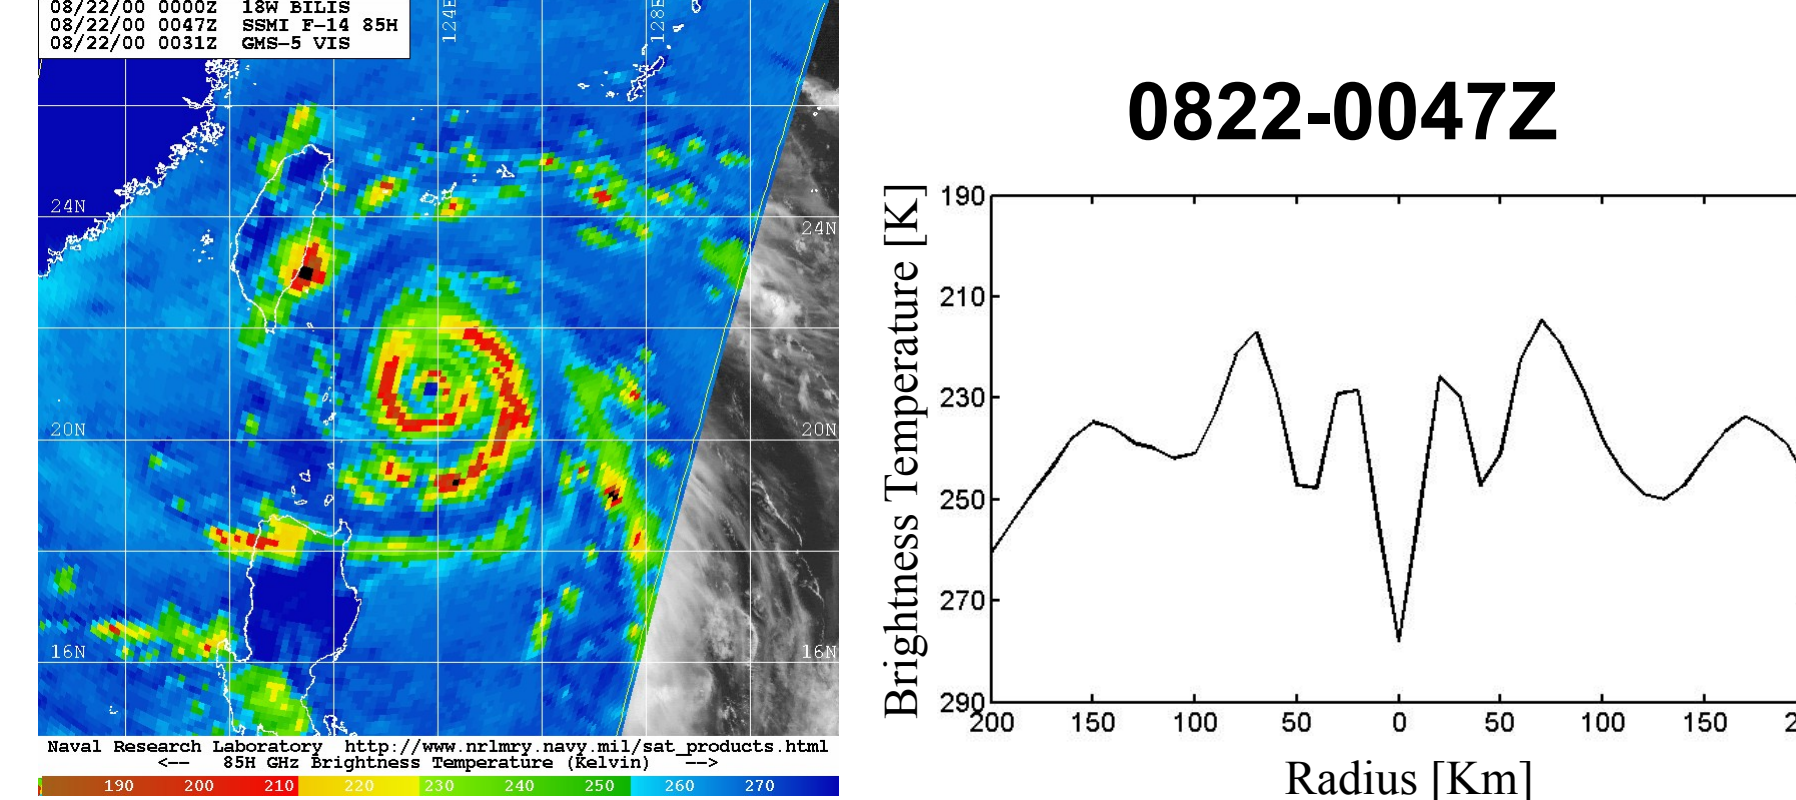 08/22/00 0000Z 18W BILIS
08/22/00 0047Z SSMI F-14 85H
08/22/00 0031Z GMS-5 VIS
124E
128E
24N
24N
20N
20N
16N
16N
Naval Research Laboratory http://www.nrlmry.navy.mil/sat_products.html
<-- 85H GHz Brightness Temperature (Kelvin) -->
190 200 210 220 230 240 250 260 270
0822-0047Z
Brightness Temperature [K]
190
210
230
250
270
290
200 150 100 50 0 50 100 150
Radius [Km]